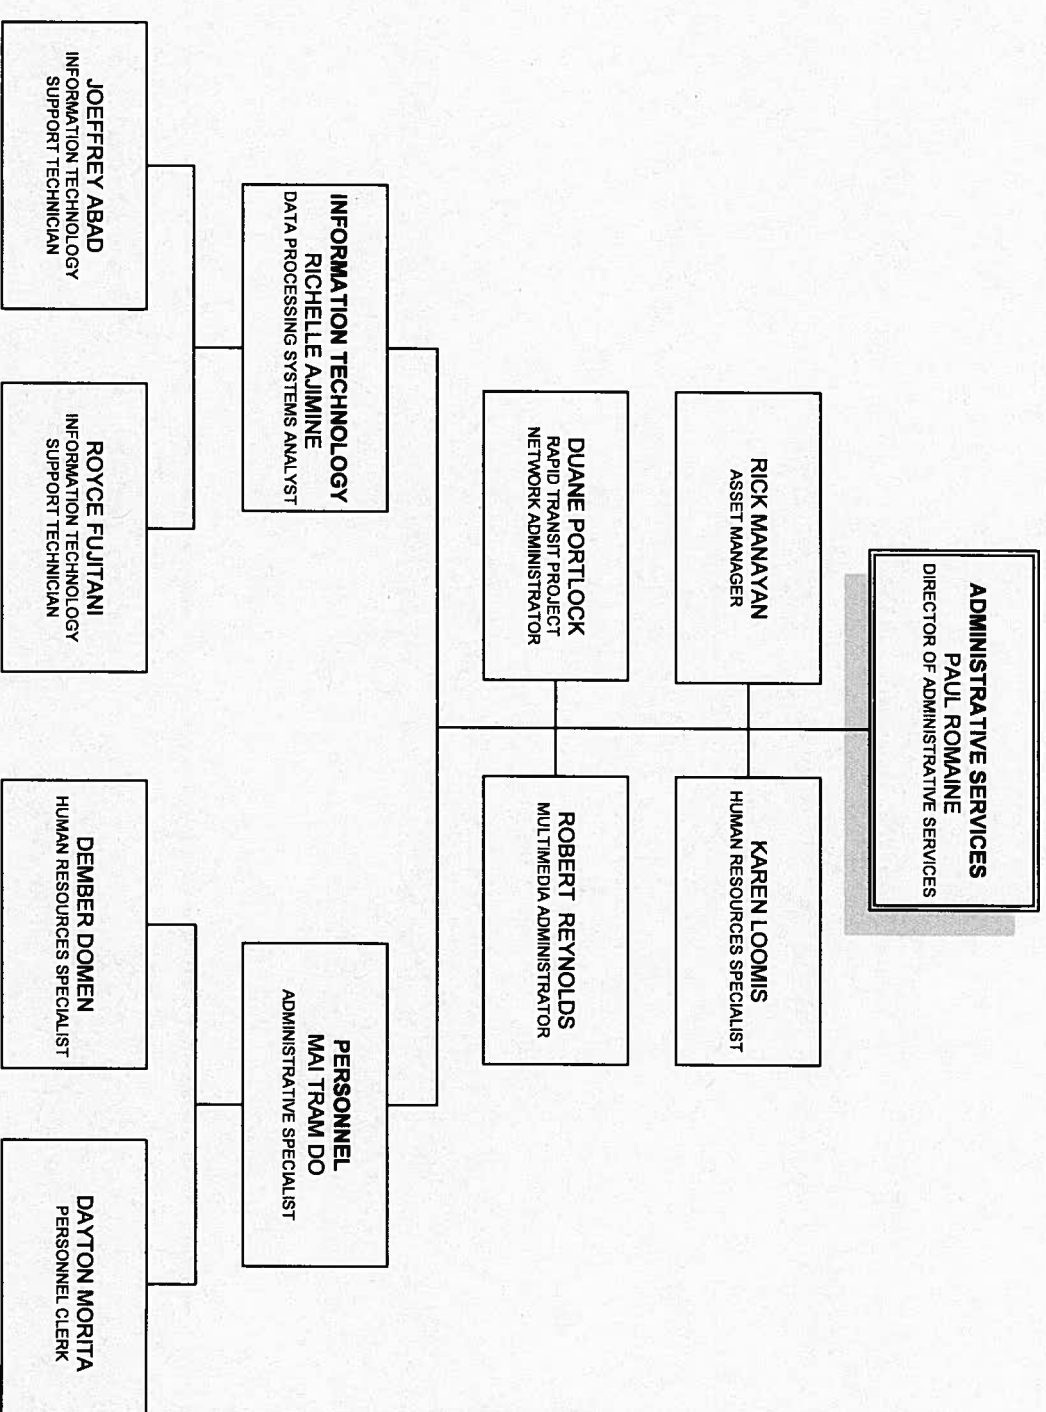 ADMINISTRATIVE SERVICES
PAUL ROMAINE
DIRECTOR OF ADMINISTRATIVE SERVICES
RICK MANAYAN
ASSET MANAGER
KAREN LOOMIS
HUMAN RESOURCES SPECIALIST
DUANE PORTLOCK
RAPID TRANSIT PROJECT
NETWORK ADMINISTRATOR
ROBERT REYNOLDS
MULTIMEDIA ADMINISTRATOR
INFORMATION TECHNOLOGY
RICHELLE AJIMINE
DATA PROCESSING SYSTEMS ANALYST
PERSONNEL
MAI TRAM DO
ADMINISTRATIVE SPECIALIST
JOEFFREY ABAD
INFORMATION TECHNOLOGY
SUPPORT TECHNICIAN
ROYCE FUJITANI
INFORMATION TECHNOLOGY
SUPPORT TECHNICIAN
DEMBER DOMEN
HUMAN RESOURCES SPECIALIST
DAYTON MORITA
PERSONNEL CLERK